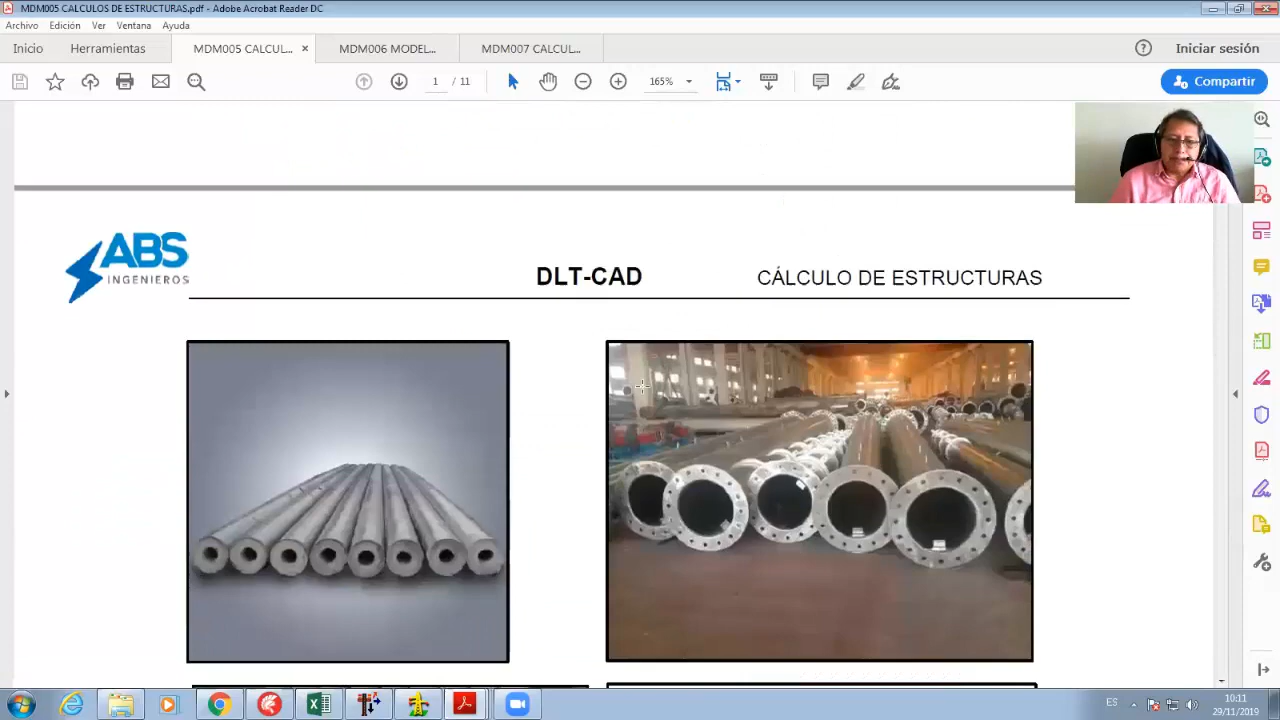 MDM005 CALCULOS DE ESTRUCTURAS.pdf - Adobe Acrobat Reader DC
Archivo Edición Ver Ventana Ayuda
Inicio Herramientas MDM005 CALCUL... × MDM006 MODEL... MDM007 CALCUL... Iniciar sesión
1 / 11 165% Compartir
ABS
INGENIEROS
DLT-CAD CÁLCULO DE ESTRUCTURAS
ES 10:11
29/11/2019